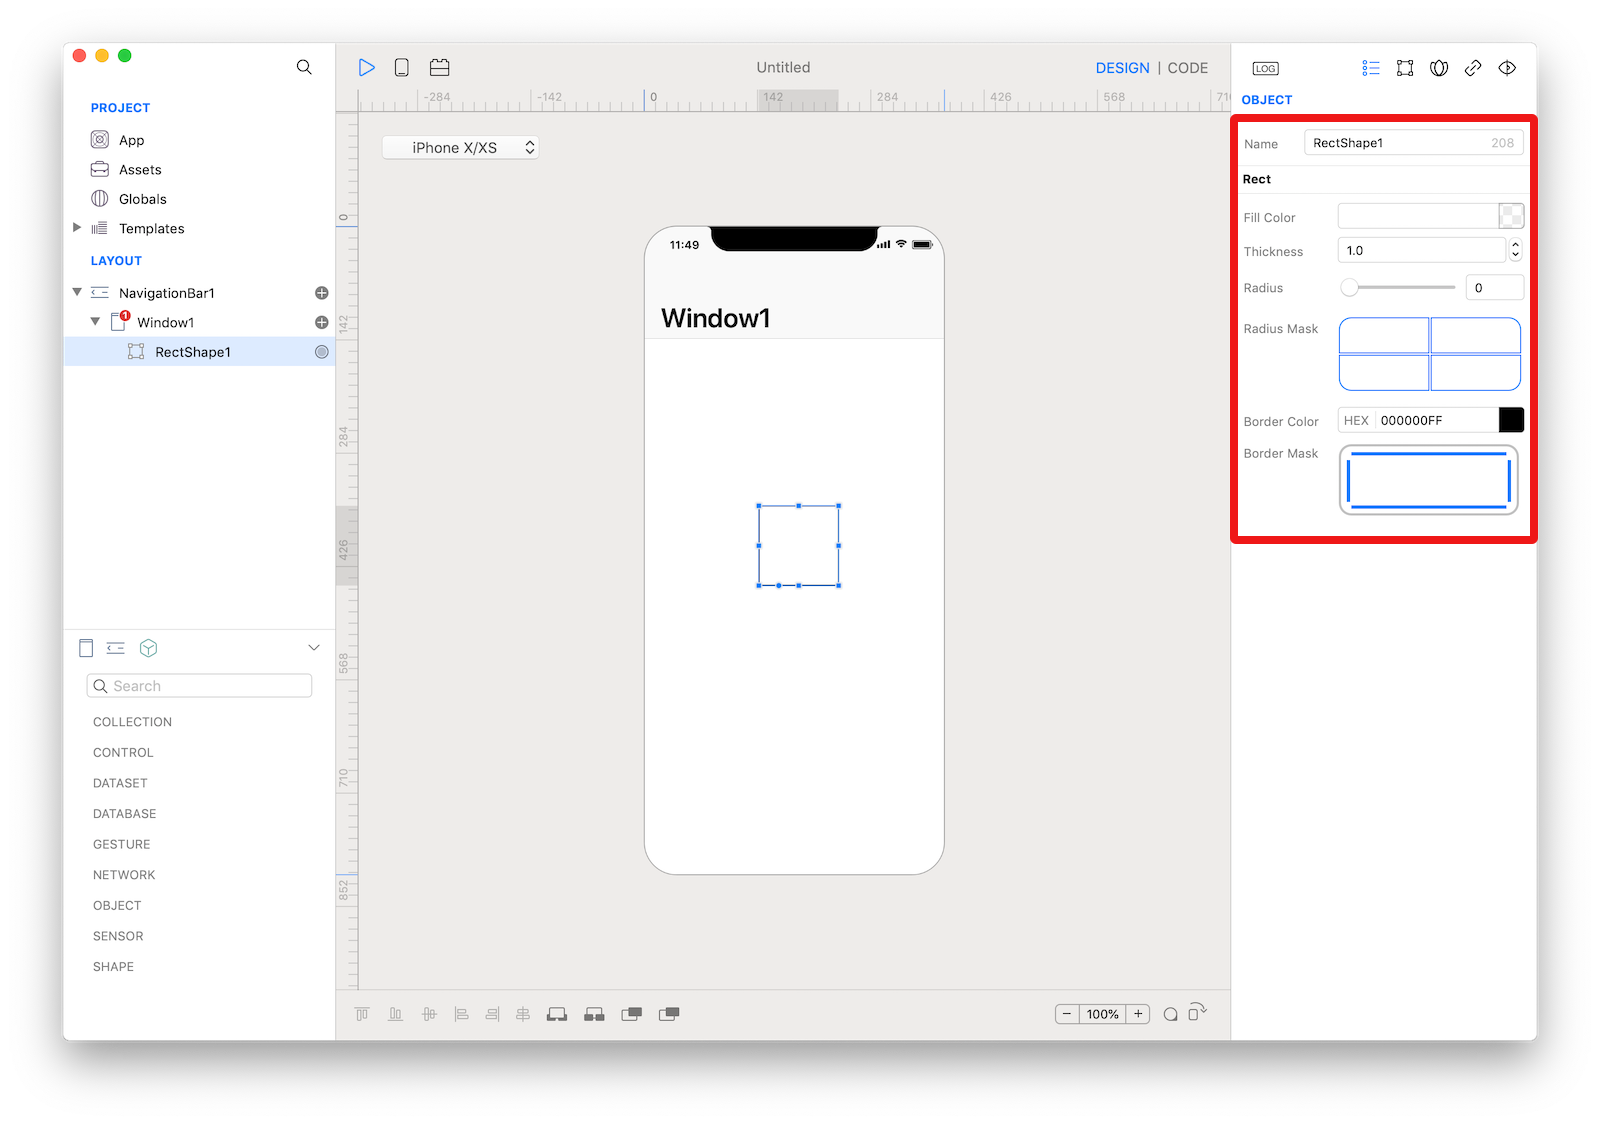 Untitled
DESIGN | CODE
LOG
PROJECT
App
Assets
Globals
Templates
LAYOUT
NavigationBar1
1
Window1
RectShape1
Search
COLLECTION
CONTROL
DATASET
DATABASE
GESTURE
NETWORK
OBJECT
SENSOR
SHAPE
-284 -142 0 142 284 426 568 710
0
142
284
426
568
710
852
iPhone X/XS
11:49
Window1
100%
OBJECT
Name RectShape1 208
Rect
Fill Color
Thickness 1.0
Radius 0
Radius Mask
Border Color HEX 000000FF
Border Mask